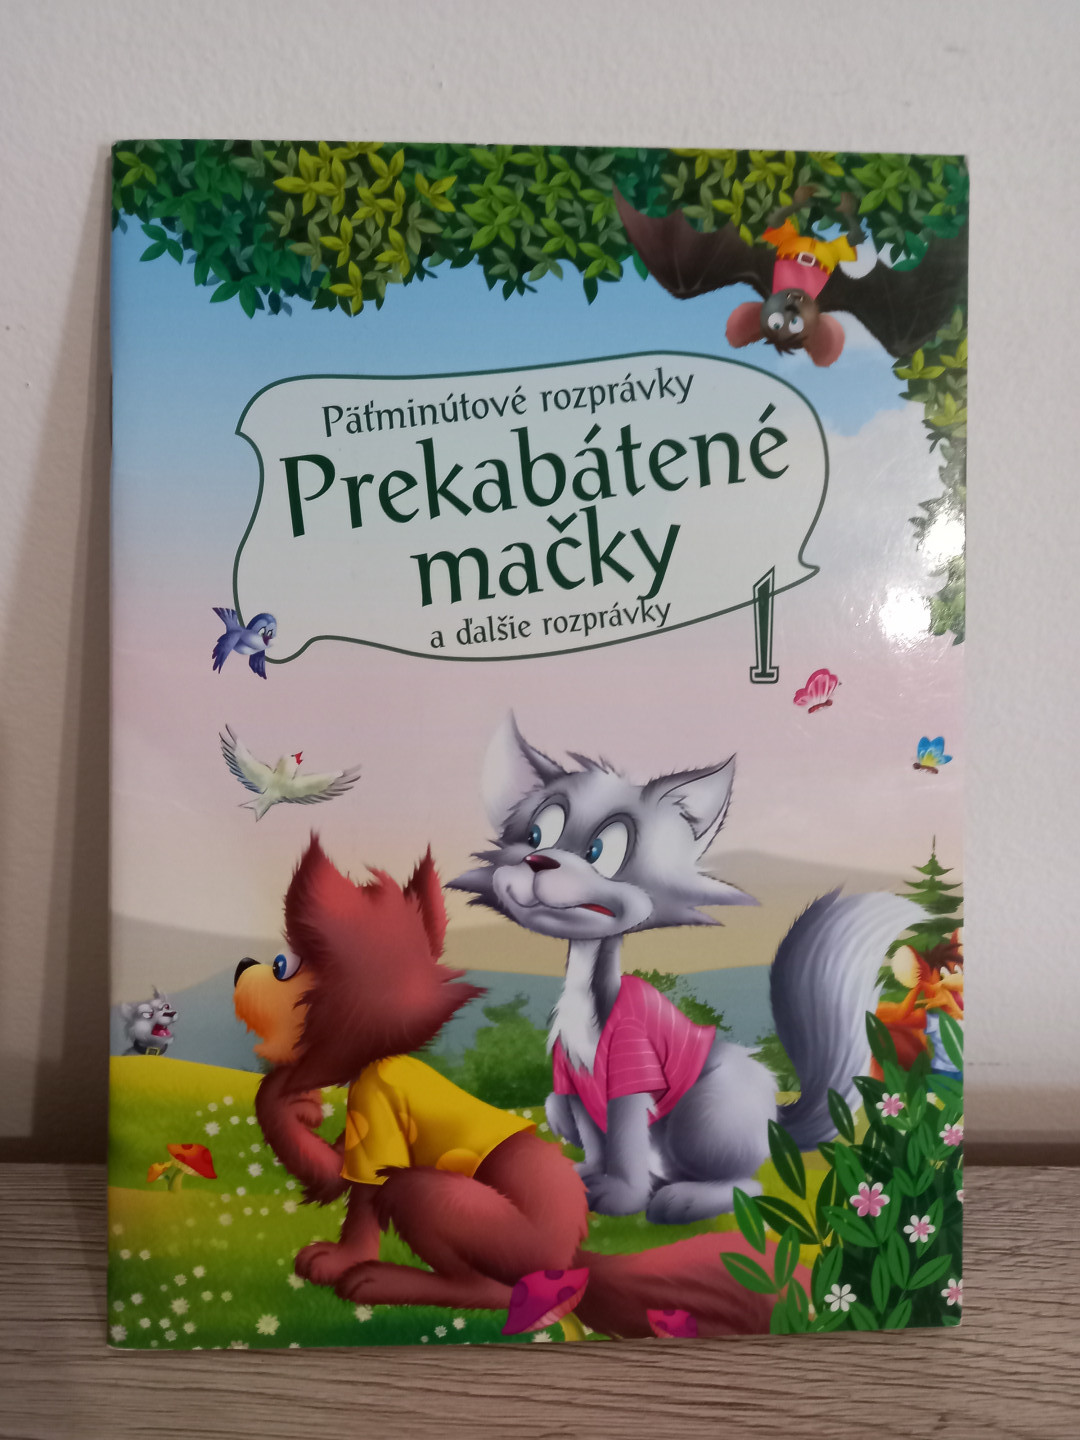 Päťminútové rozprávky
Prekabátené
mačky
a ďalšie rozprávky
1